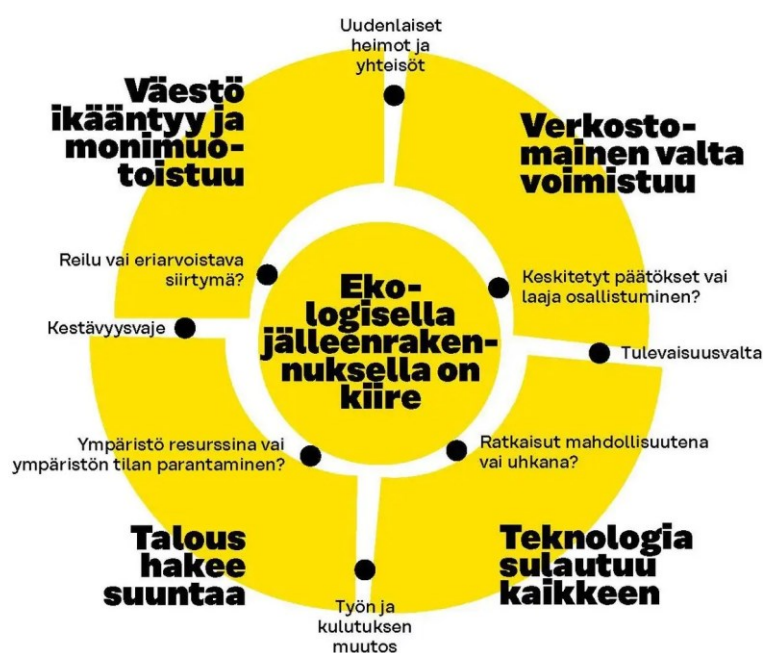 Uudenlaiset
heimot ja
yhteisöt
Väestö
ikääntyy ja
monimuo-
toistuu
Verkosto-
mainen valta
voimistuu
Reilu vai eriarvoistava
siirtymä?
Keskitetyt päätökset vai
laaja osallistuminen?
Eko-
logisella
jälleenraken-
nuksella on
kiire
Kestävyysvaje
Tulevaisuusvalta
Ympäristö resurssina vai
ympäristön tilan parantaminen?
Ratkaisut mahdollisuutena
vai uhkana?
Talous
hakee
suuntaa
Teknologia
sulautuu
kaikkeen
Työn ja
kulutuksen
muutos